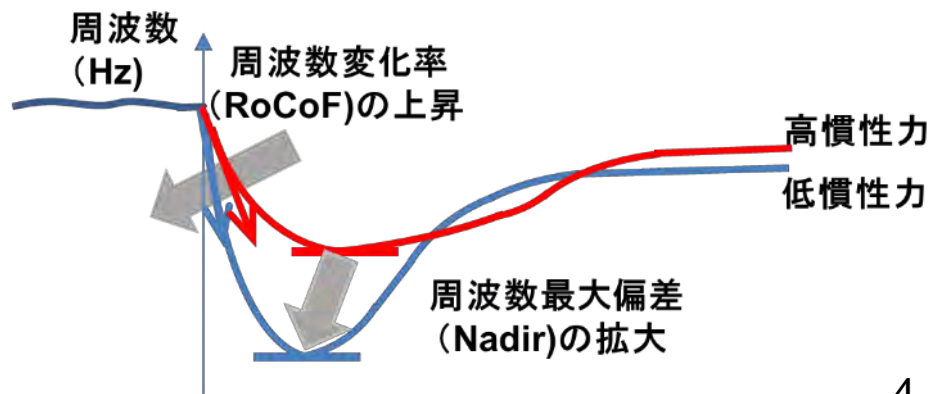 周波数
（Hz)
周波数変化率
（RoCoF)の上昇
高慣性力
低慣性力
周波数最大偏差
（Nadir)の拡大
4